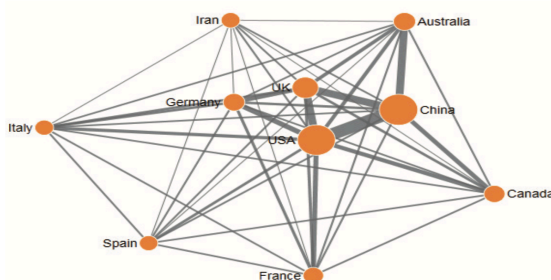 Iran
Australia
UK
Germany
China
Italy
USA
Canada
Spain
France